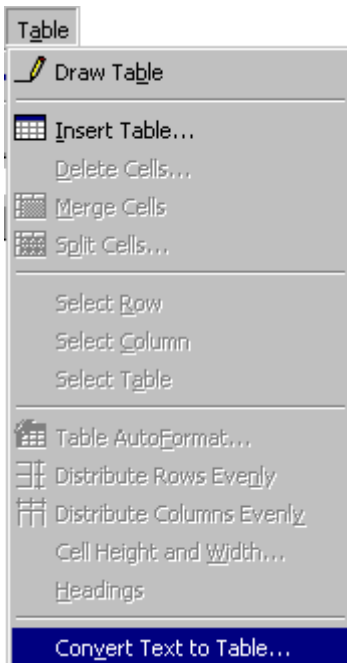 Table
Draw Table
Insert Table...
Delete Cells...
Merge Cells
Split Cells...
Select Row
Select Column
Select Table
Table AutoFormat...
Distribute Rows Evenly
Distribute Columns Evenly
Cell Height and Width...
Headings
Convert Text to Table...